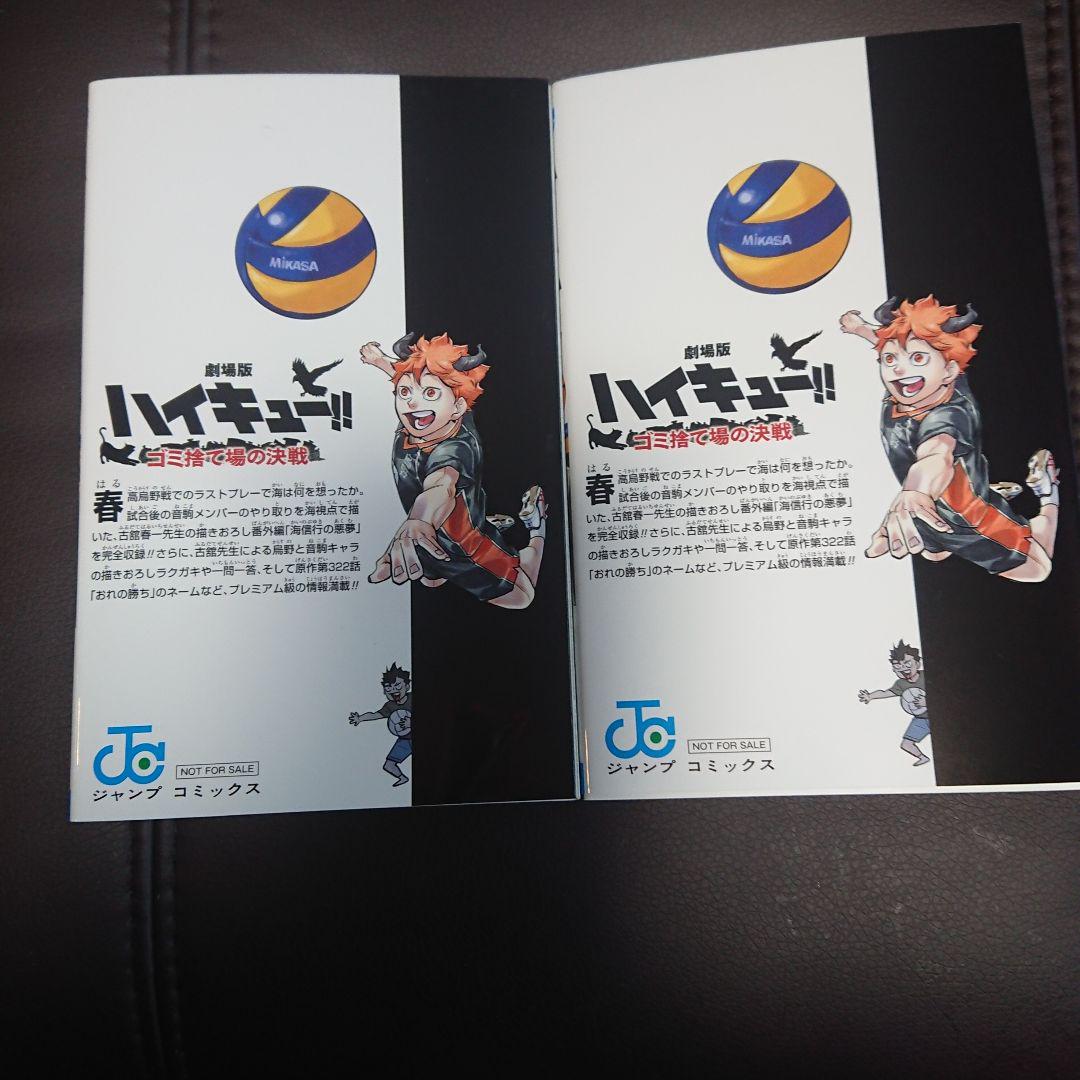 MIKASA
劇場版
ハイキュー!!
ゴミ捨て場の決戦
春高烏野戦でのラストプレーで海は何を想ったか。
試合後の音駒メンバーのやり取りを海視点で描
いた、古舘春一先生の描きおろし番外編「海信行の悪夢」
を完全収録!!さらに、古舘先生による烏野と音駒キャラ
の描きおろしラクガキや一問一答、そして原作第322話
「おれの勝ち」のネームなど、プレミアム級の情報満載!!
JC
NOT FOR SALE
ジャンプ コミックス
MIKASA
劇場版
ハイキュー!!
ゴミ捨て場の決戦
春高烏野戦でのラストプレーで海は何を想ったか。
試合後の音駒メンバーのやり取りを海視点で描
いた、古舘春一先生の描きおろし番外編「海信行の悪夢」
を完全収録!!さらに、古舘先生による烏野と音駒キャラ
の描きおろしラクガキや一問一答、そして原作第322話
「おれの勝ち」のネームなど、プレミアム級の情報満載!!
JC
NOT FOR SALE
ジャンプ コミックス